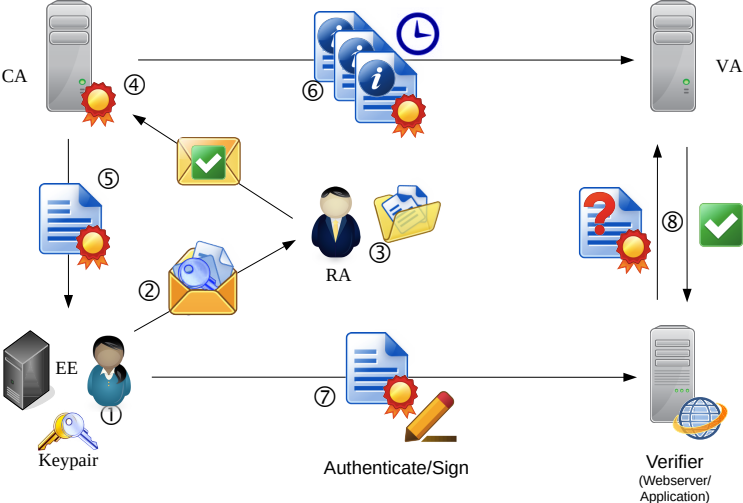 CA
④
⑥
VA
⑤
②
RA
③
⑧
EE
①
Keypair
⑦
Authenticate/Sign
Verifier
(Webserver/
Application)